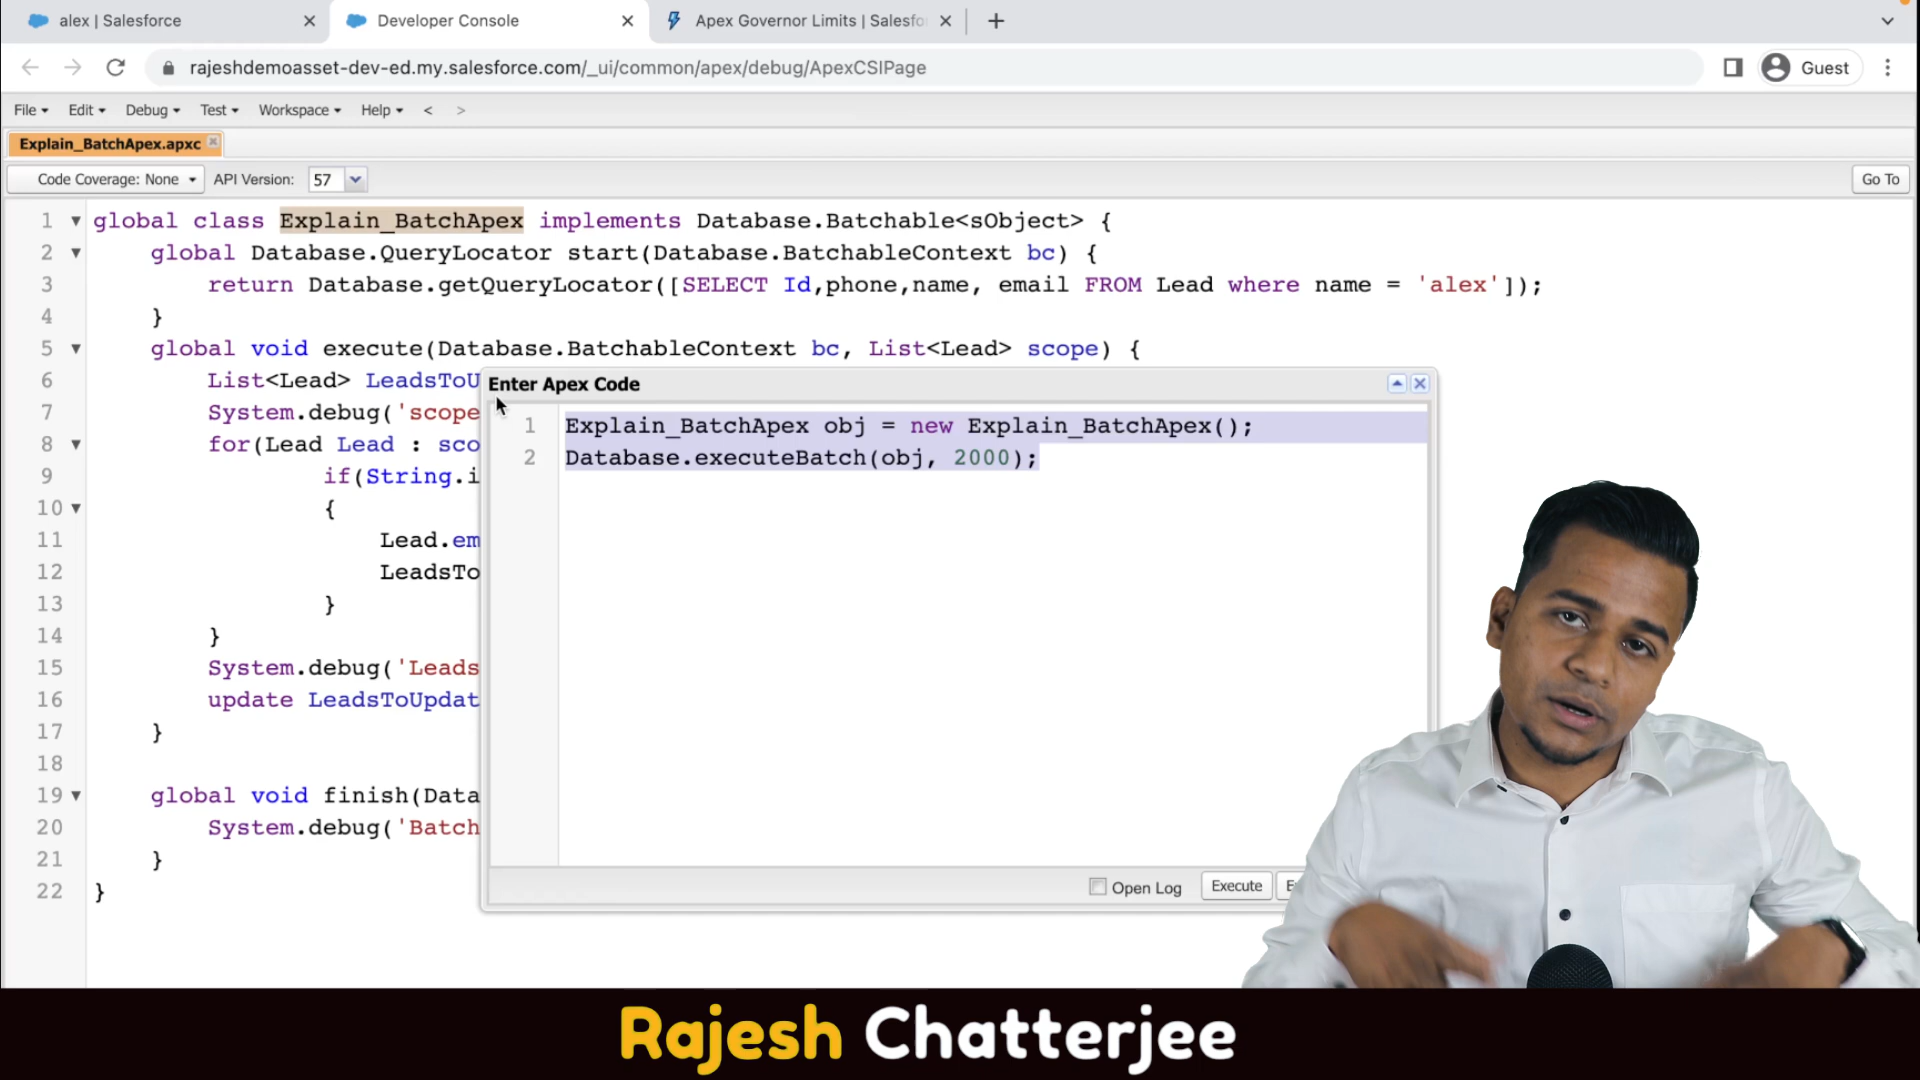 alex | Salesforce
Developer Console
Apex Governor Limits | Salesfo
rajeshdemoasset-dev-ed.my.salesforce.com/_ui/common/apex/debug/ApexCSIPage
Guest
File Edit Debug Test Workspace Help < >
Explain_BatchApex.apxc
Code Coverage: None API Version: 57 Go To
1 global class Explain_BatchApex implements Database.Batchable<sObject> {
2 global Database.QueryLocator start(Database.BatchableContext bc) {
3 return Database.getQueryLocator([SELECT Id,phone,name, email FROM Lead where name = 'alex']);
4 }
5 global void execute(Database.BatchableContext bc, List<Lead> scope) {
6 List<Lead> LeadsToU
7 System.debug('scope
8 for(Lead Lead : sco
9 if(String.i
10 {
11 Lead.em
12 LeadsTo
13 }
14 }
15 System.debug('Leads
16 update LeadsToUpdat
17 }
18
19 global void finish(Data
20 System.debug('Batch
21 }
22 }
Enter Apex Code
1 Explain_BatchApex obj = new Explain_BatchApex();
2 Database.executeBatch(obj, 2000);
Open Log Execute E
Rajesh Chatterjee